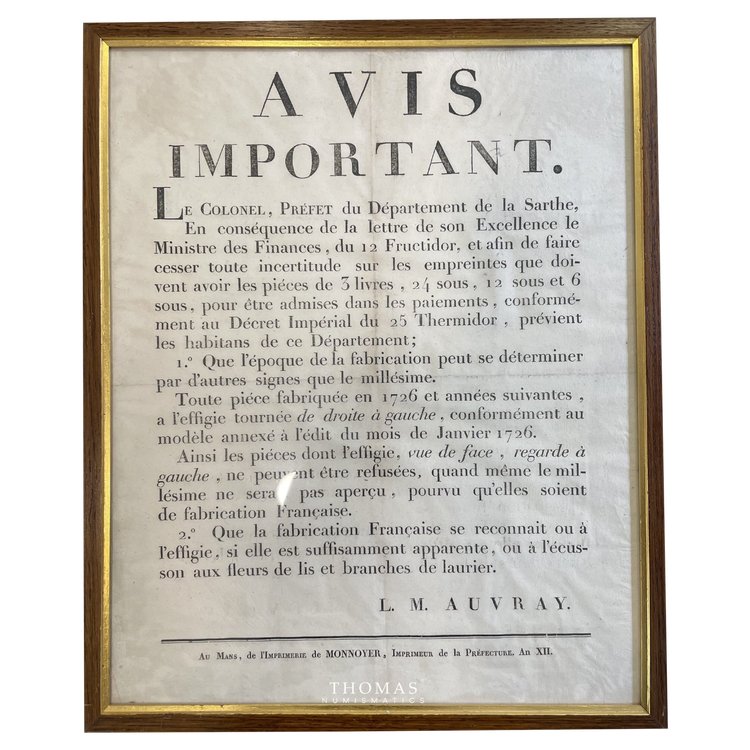 AVIS
IMPORTANT.
LE COLONEL, PRÉFET du Département de la Sarthe,
En conséquence de la lettre de son Excellence le
Ministre des Finances, du 12 Fructidor, et afin de faire
cesser toute incertitude sur les empreintes que doi-
vent avoir les piéces de 3 livres, 24 sous, 12 sous et 6
sous, pour être admises dans les paiements, conformé-
ment au Décret Impérial du 25 Thermidor, prévient
les habitans de ce Département;
1.º Que l'époque de la fabrication peut se déterminer
par d'autres signes que le millésime.
Toute piéce fabriquée en 1726 et années suivantes,
a l'effigie tournée de droite à gauche, conformément au
modèle annexé à l'édit du mois de Janvier 1726.
Ainsi les piéces dont l'effigie, vue de face, regarde à
gauche, ne peuvent être refusées, quand même le mil-
lésime ne sera pas aperçu, pourvu qu'elles soient
de fabrication Française.
2.º Que la fabrication Française se reconnait ou à
l'effigie, si elle est suffisamment apparente, ou à l'écus-
son aux fleurs de lis et branches de laurier.
L. M. AUVRAY.
AU MANS, de l'IMPRIMERIE de MONNOYER, IMPRIMEUR de la PRÉFECTURE. An XII.
THOMAS
NUMISMATICS